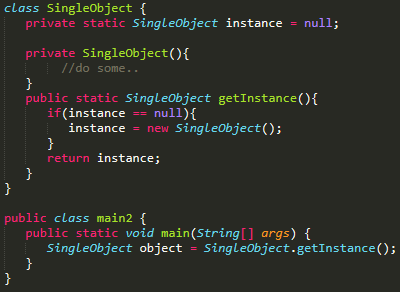 class SingleObject {
private static SingleObject instance = null;
private SingleObject(){
//do some..
}
public static SingleObject getInstance(){
if(instance == null){
instance = new SingleObject();
}
return instance;
}
}
public class main2 {
public static void main(String[] args) {
SingleObject object = SingleObject.getInstance();
}
}